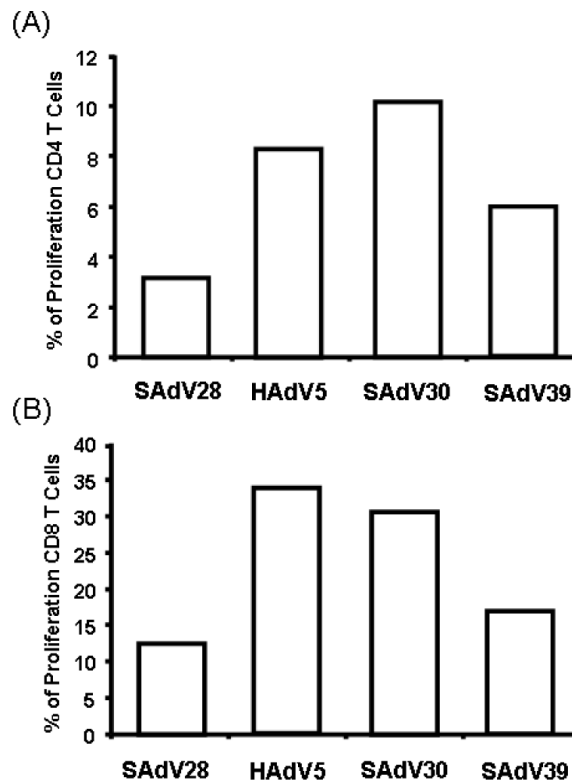 (A)
% of Proliferation CD4 T Cells
12
10
8
6
4
2
0
SAdV28 HAdV5 SAdV30 SAdV39
(B)
% of Proliferation CD8 T Cells
40
35
30
25
20
15
10
5
0
SAdV28 HAdV5 SAdV30 SAdV39